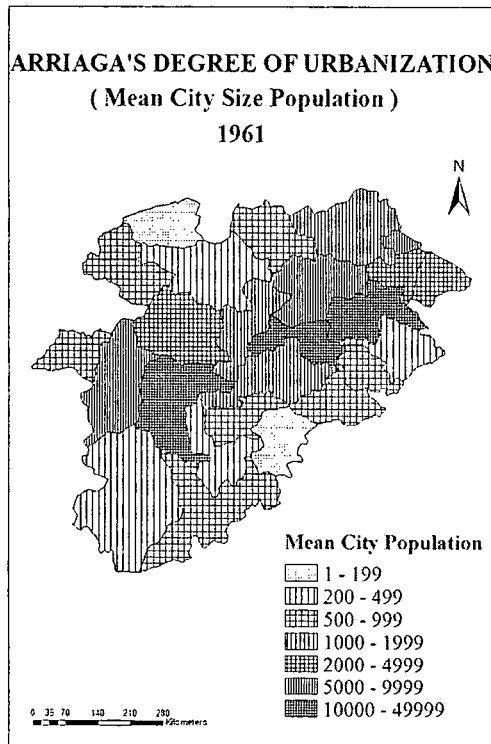 ARRIAGA'S DEGREE OF URBANIZATION
( Mean City Size Population )
1961
N
Mean City Population
1 - 199
200 - 499
500 - 999
1000 - 1999
2000 - 4999
5000 - 9999
10000 - 49999
0 35 70 140 210 280
Kilometers